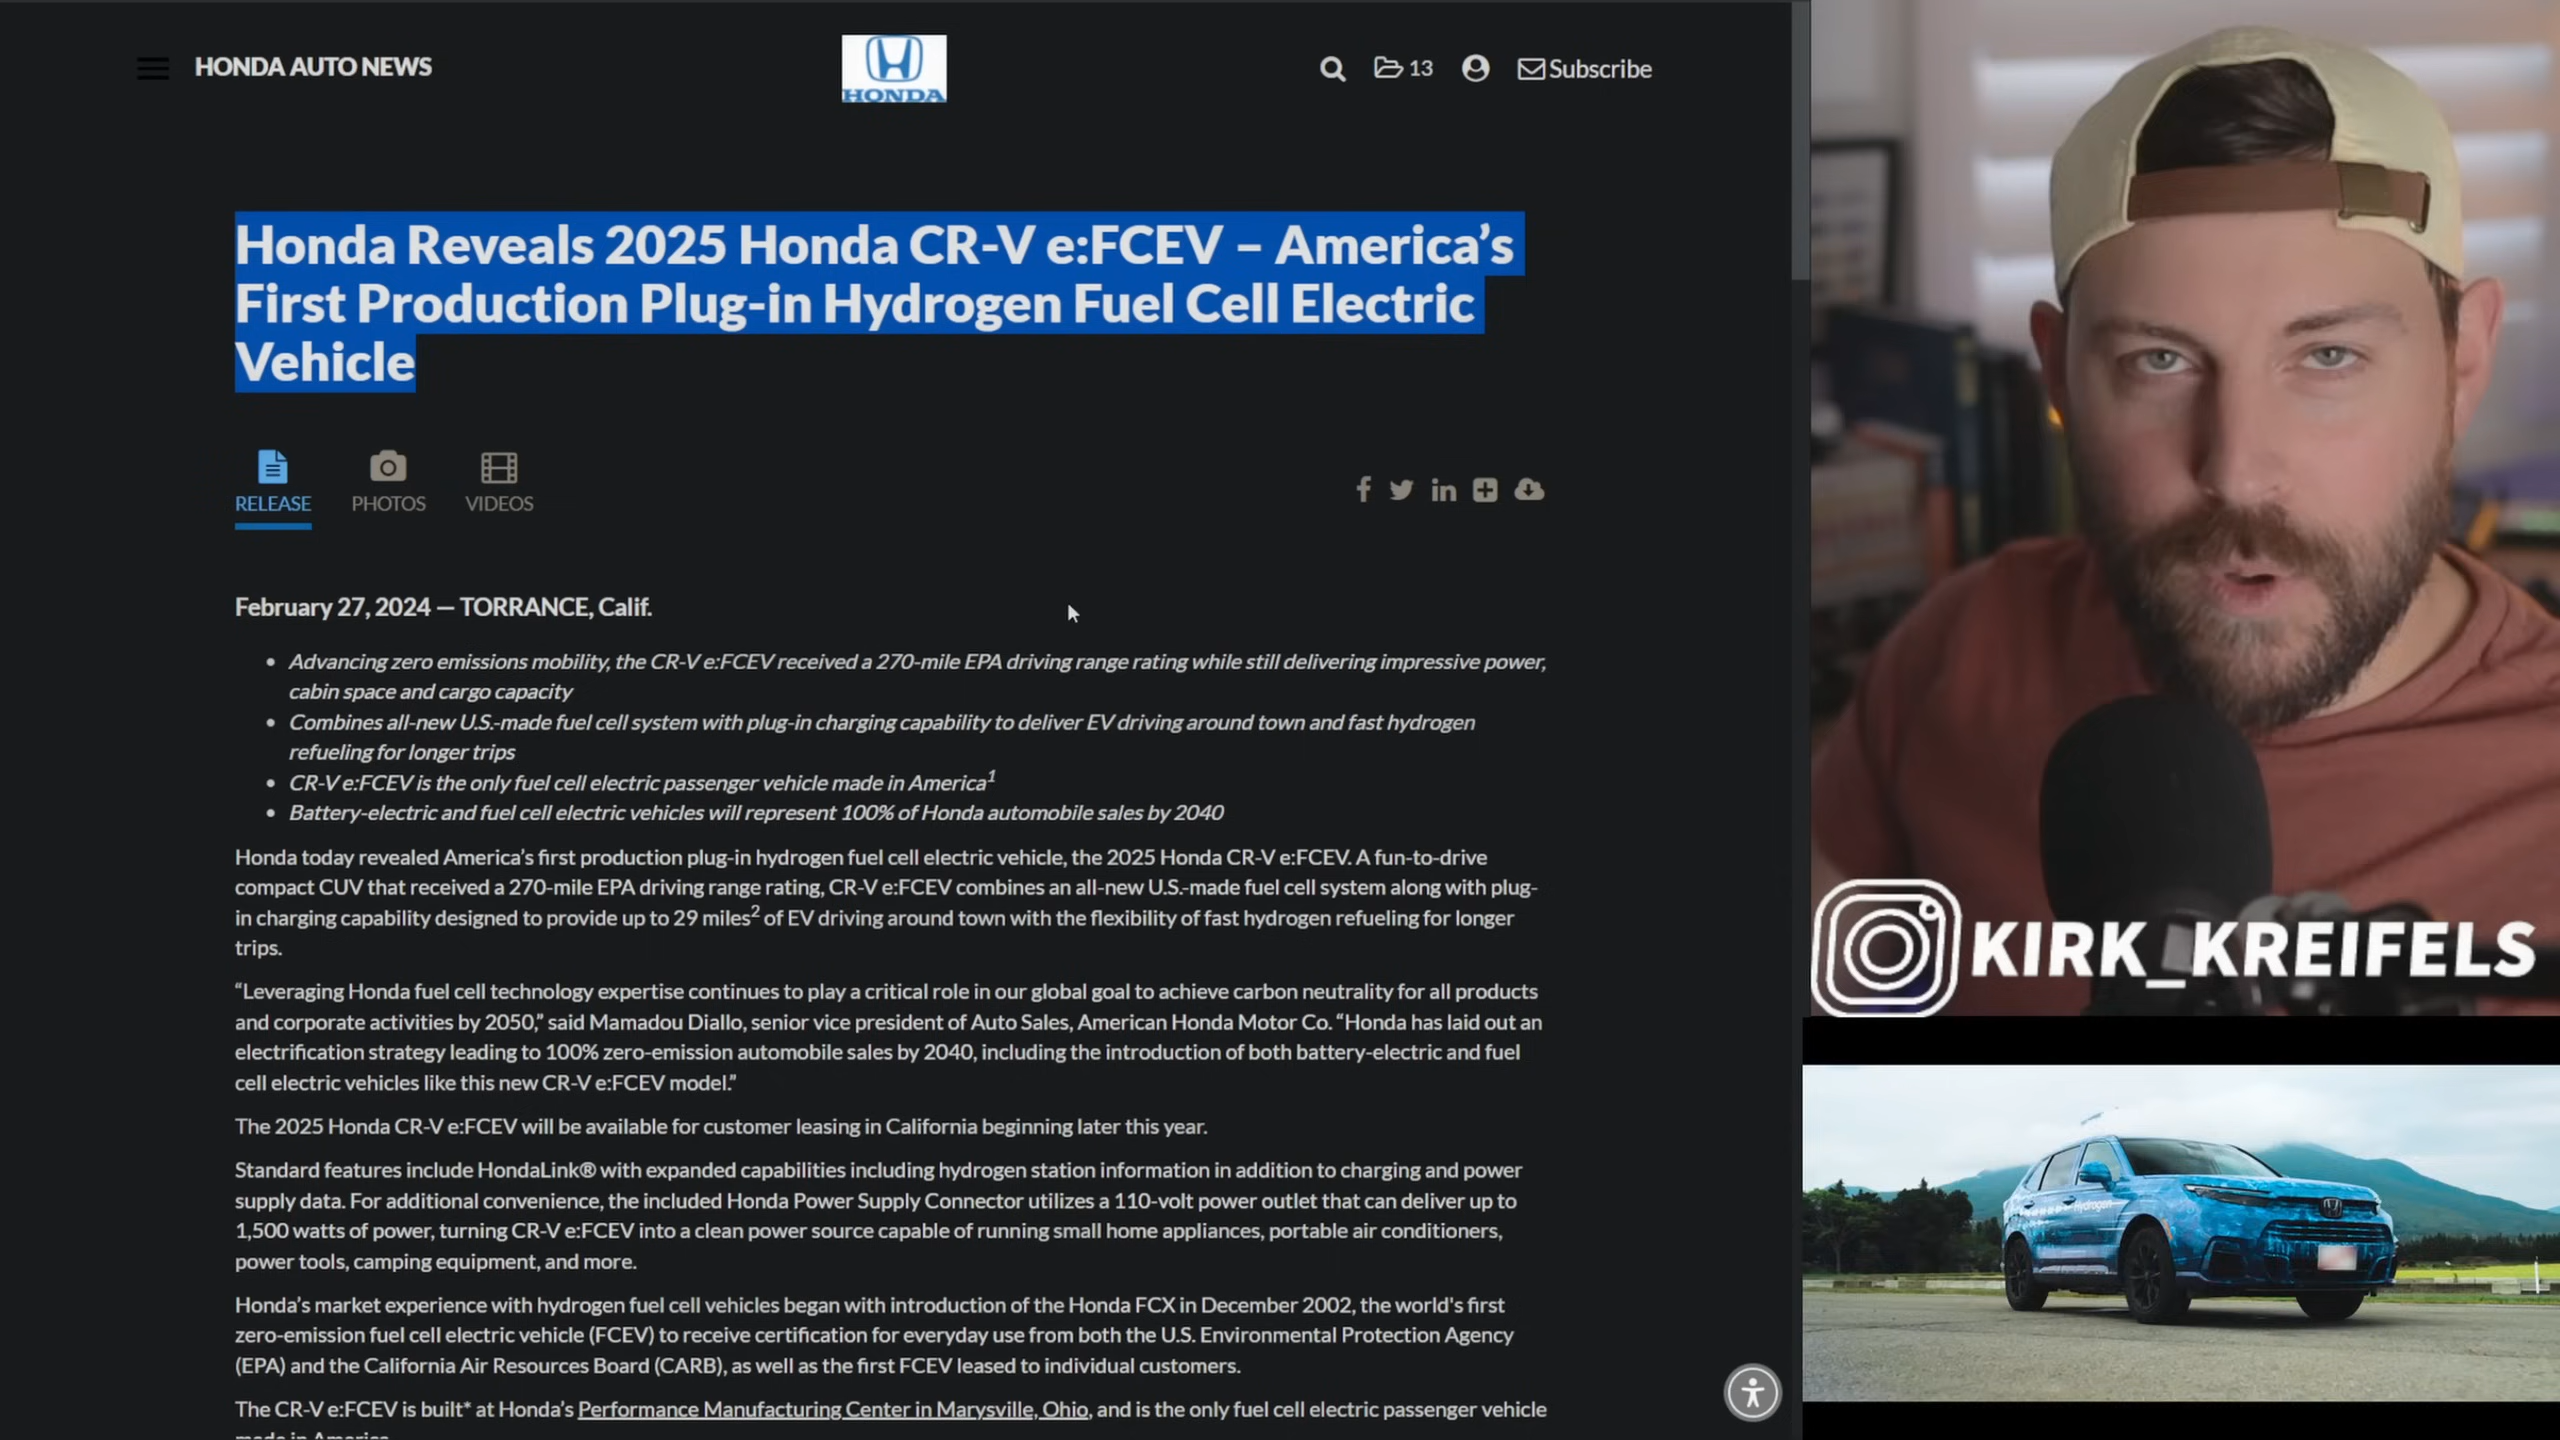 HONDA AUTO NEWS
HONDA
13
Subscribe
Honda Reveals 2025 Honda CR-V e:FCEV – America’s
First Production Plug-in Hydrogen Fuel Cell Electric
Vehicle
RELEASE
PHOTOS
VIDEOS
February 27, 2024 — TORRANCE, Calif.
• Advancing zero emissions mobility, the CR-V e:FCEV received a 270-mile EPA driving range rating while still delivering impressive power,
cabin space and cargo capacity
• Combines all-new U.S.-made fuel cell system with plug-in charging capability to deliver EV driving around town and fast hydrogen
refueling for longer trips
• CR-V e:FCEV is the only fuel cell electric passenger vehicle made in America1
• Battery-electric and fuel cell electric vehicles will represent 100% of Honda automobile sales by 2040
Honda today revealed America’s first production plug-in hydrogen fuel cell electric vehicle, the 2025 Honda CR-V e:FCEV. A fun-to-drive
compact CUV that received a 270-mile EPA driving range rating, CR-V e:FCEV combines an all-new U.S.-made fuel cell system along with plug-
in charging capability designed to provide up to 29 miles2 of EV driving around town with the flexibility of fast hydrogen refueling for longer
trips.
“Leveraging Honda fuel cell technology expertise continues to play a critical role in our global goal to achieve carbon neutrality for all products
and corporate activities by 2050,” said Mamadou Diallo, senior vice president of Auto Sales, American Honda Motor Co. “Honda has laid out an
electrification strategy leading to 100% zero-emission automobile sales by 2040, including the introduction of both battery-electric and fuel
cell electric vehicles like this new CR-V e:FCEV model.”
The 2025 Honda CR-V e:FCEV will be available for customer leasing in California beginning later this year.
Standard features include HondaLink® with expanded capabilities including hydrogen station information in addition to charging and power
supply data. For additional convenience, the included Honda Power Supply Connector utilizes a 110-volt power outlet that can deliver up to
1,500 watts of power, turning CR-V e:FCEV into a clean power source capable of running small home appliances, portable air conditioners,
power tools, camping equipment, and more.
Honda’s market experience with hydrogen fuel cell vehicles began with introduction of the Honda FCX in December 2002, the world's first
zero-emission fuel cell electric vehicle (FCEV) to receive certification for everyday use from both the U.S. Environmental Protection Agency
(EPA) and the California Air Resources Board (CARB), as well as the first FCEV leased to individual customers.
The CR-V e:FCEV is built* at Honda’s Performance Manufacturing Center in Marysville, Ohio, and is the only fuel cell electric passenger vehicle
made in America
KIRK_KREIFELS
Hydrogen